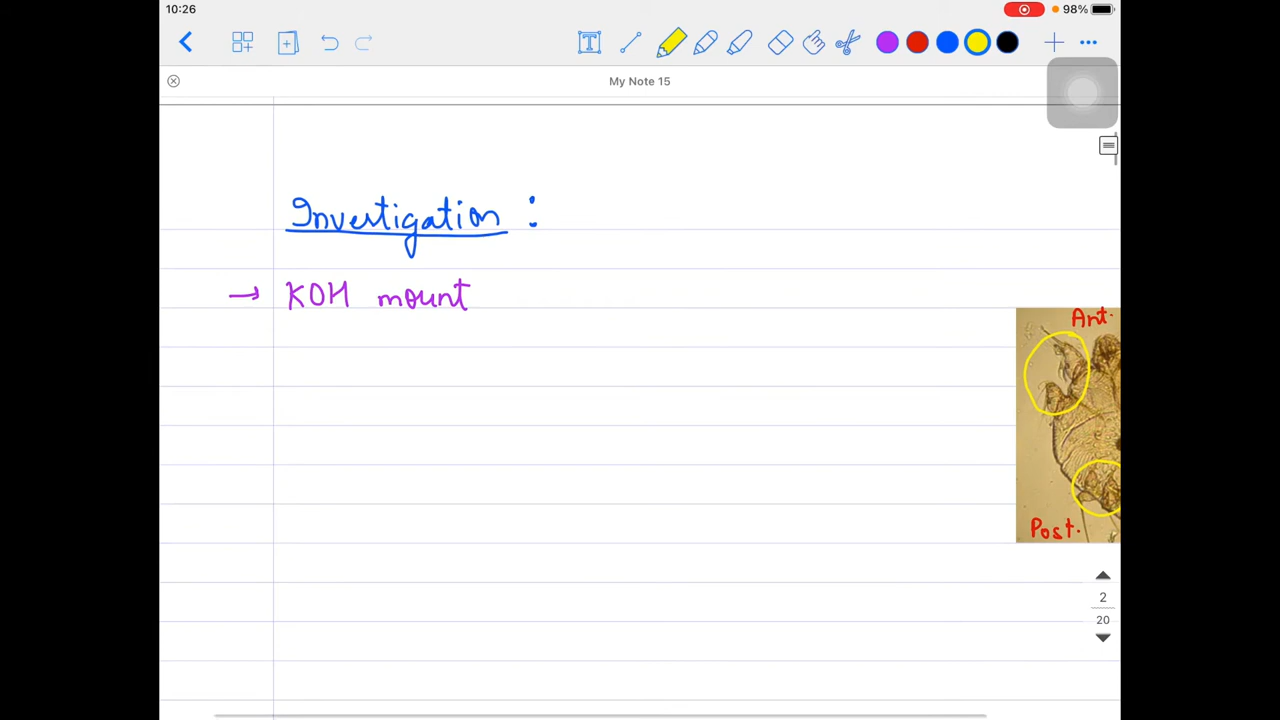 10:26
98%
T
My Note 15
Investigation :
→ KOH mount
Ant.
Post.
2
20